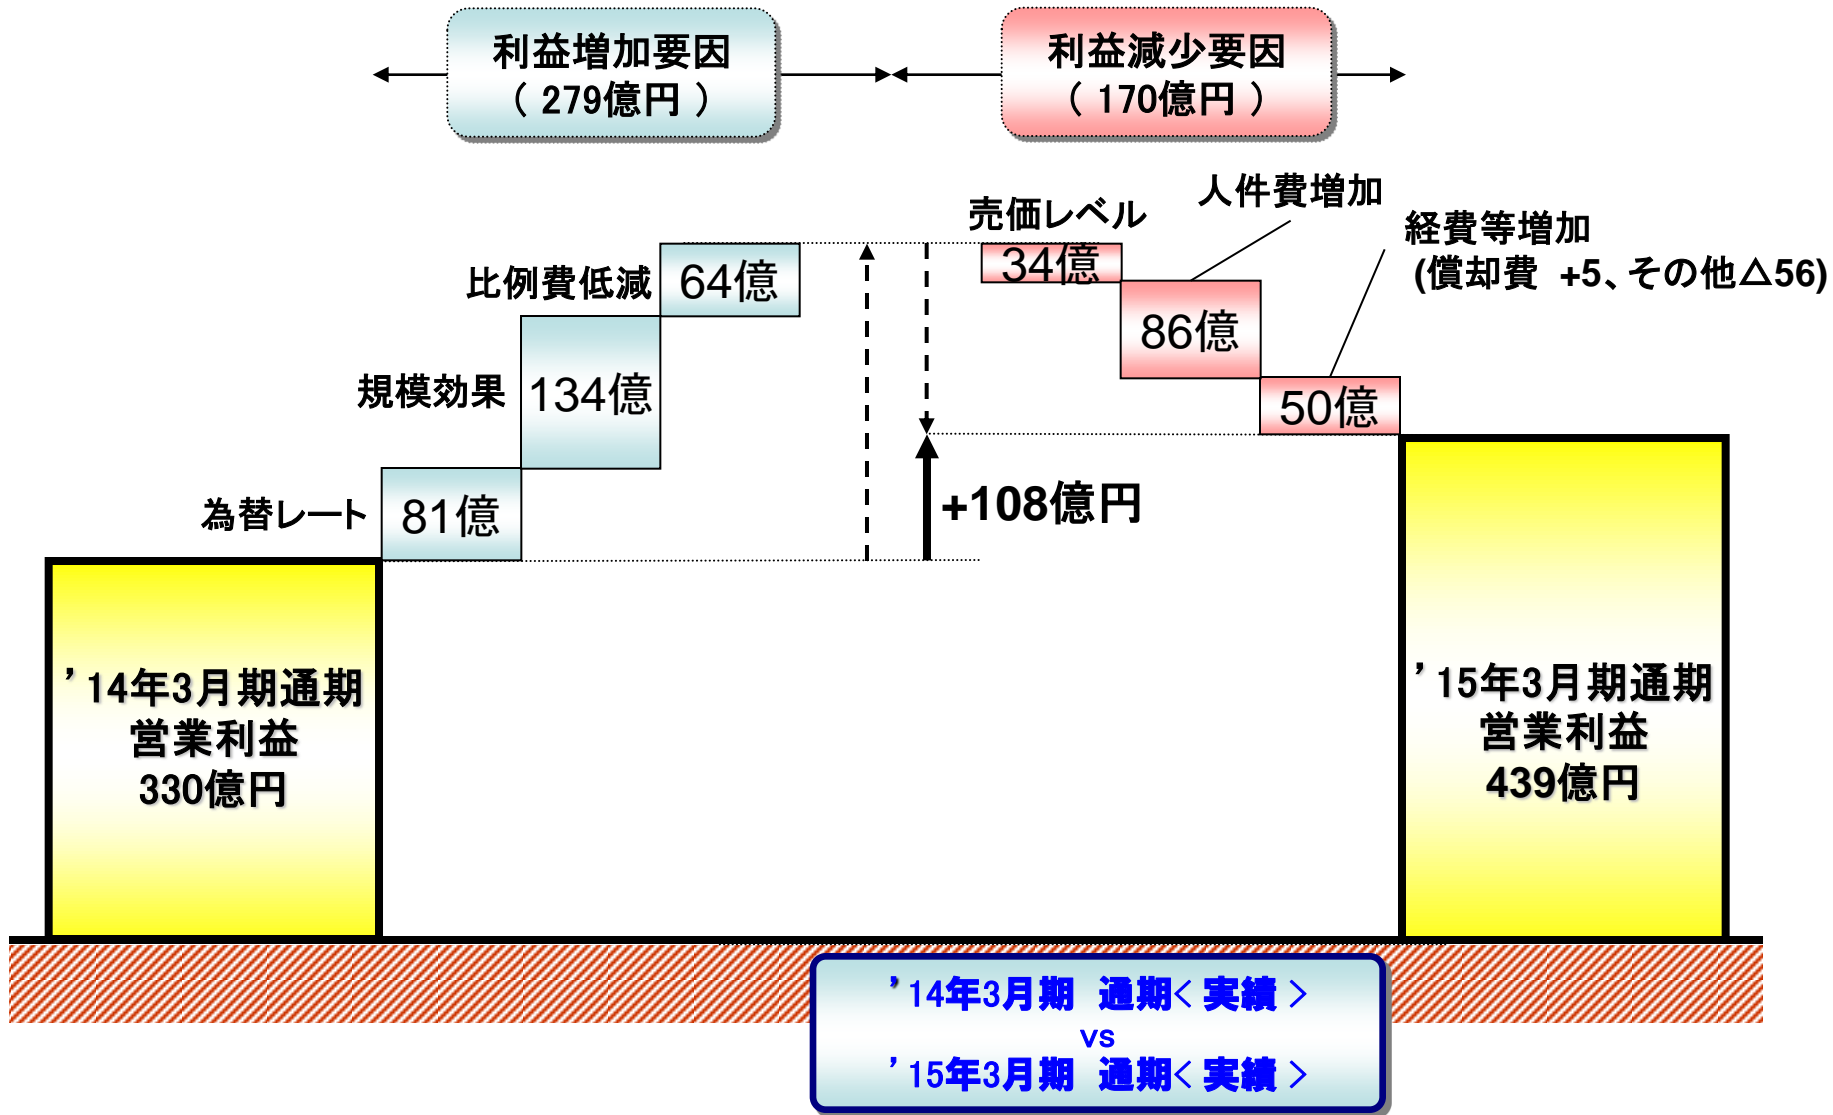 利益増加要因
（ 279億円 ）
利益減少要因
（ 170億円 ）
売価レベル
人件費増加
経費等増加
(償却費 +5、その他△56)
34億
86億
50億
比例費低減
64億
規模効果
134億
為替レート
81億
+108億円
’14年3月期通期
営業利益
330億円
’15年3月期通期
営業利益
439億円
’14年3月期 通期＜実績＞
vs
’15年3月期 通期＜実績＞